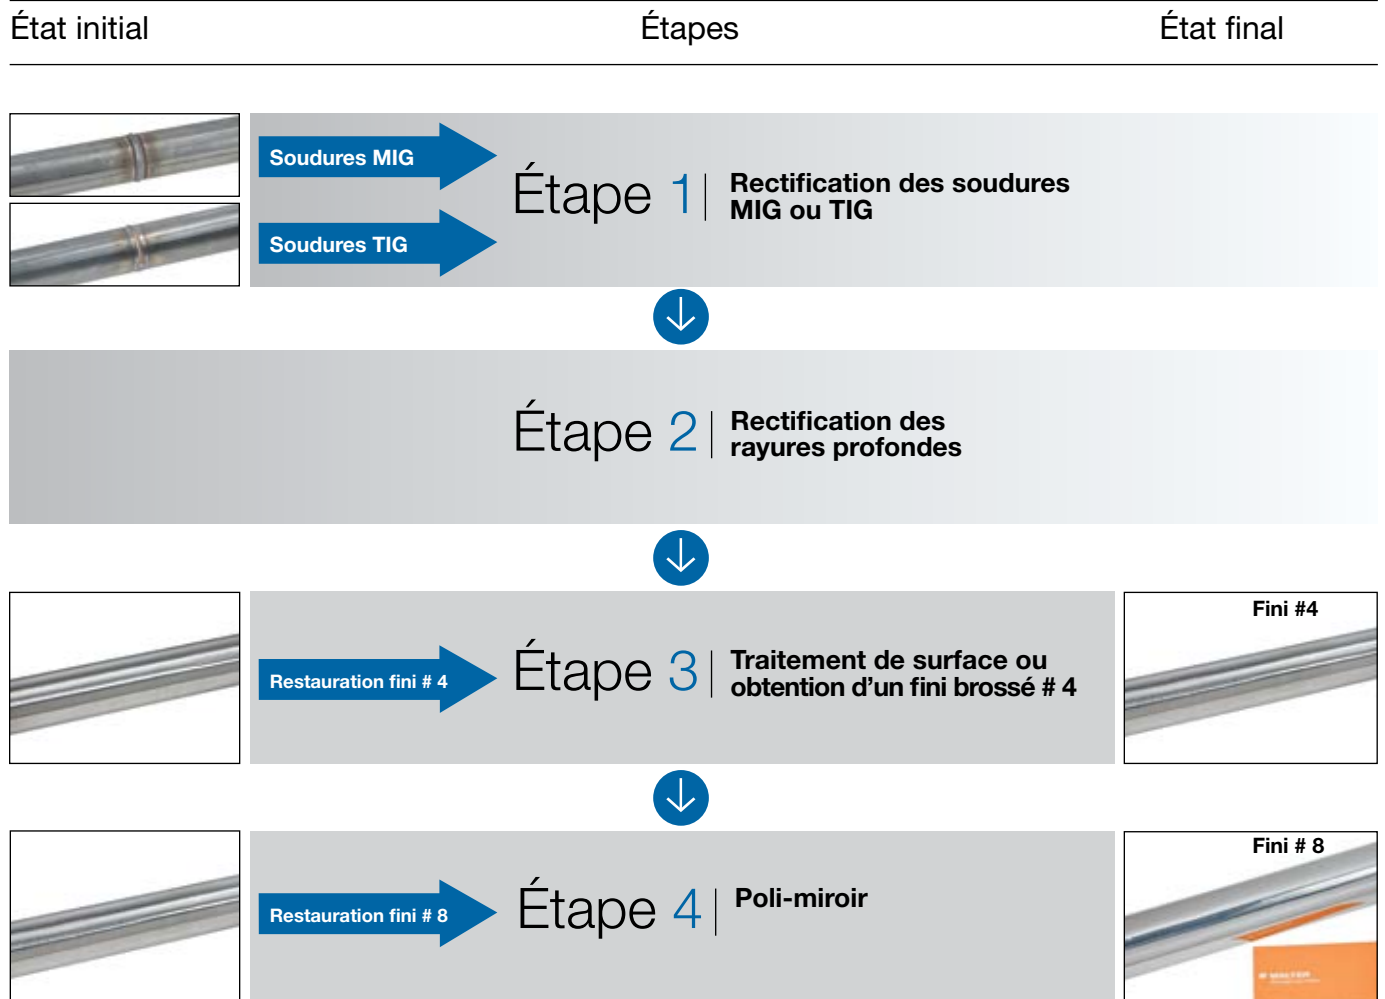 État initial
Étapes
État final
Soudures MIG
Soudures TIG
Étape 1
Rectification des soudures
MIG ou TIG
Étape 2
Rectification des
rayures profondes
Restauration fini # 4
Étape 3
Traitement de surface ou
obtention d’un fini brossé # 4
Fini #4
Restauration fini # 8
Étape 4
Poli-miroir
Fini # 8
WALTER